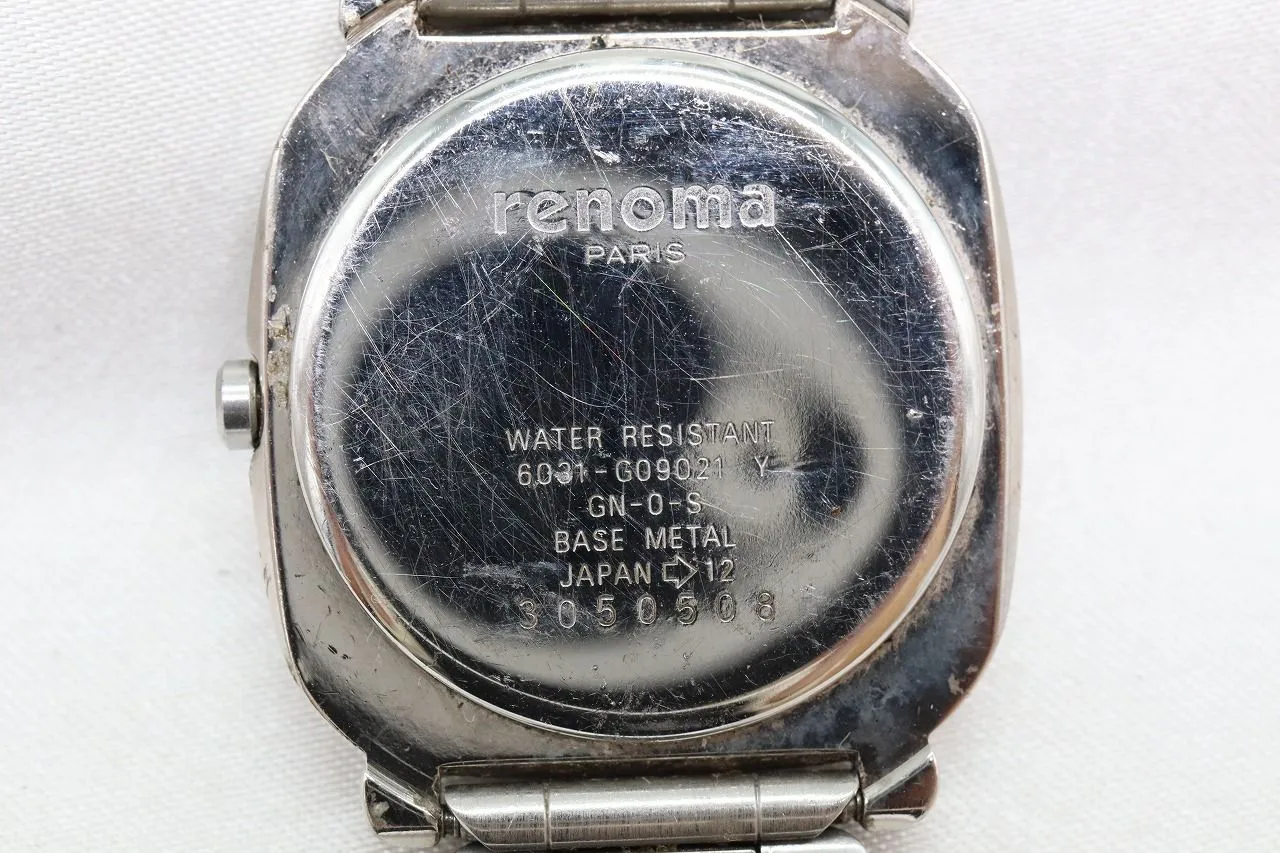 renoma
PARIS
WATER RESISTANT
6031-G09021 Y
GN-0-S
BASE METAL
JAPAN 12
3050508